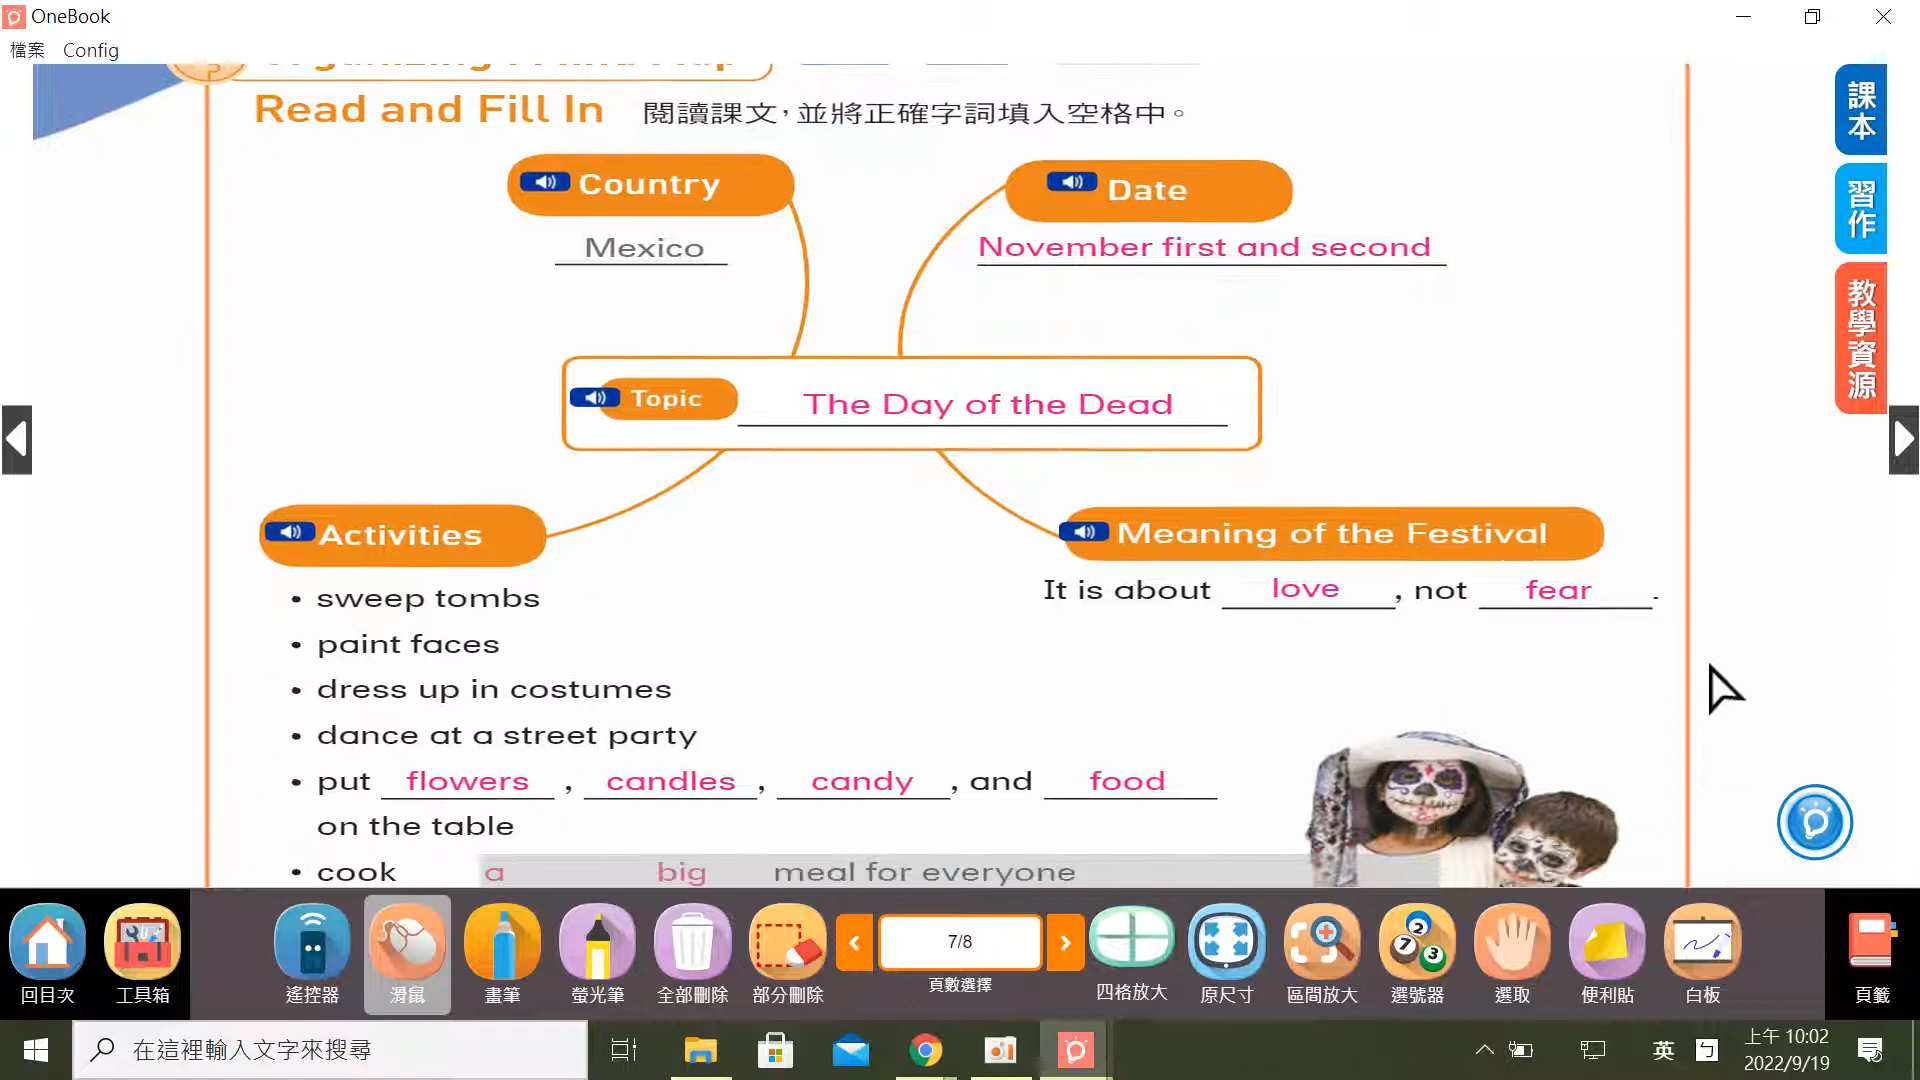 OneBook
檔案 Config
Read and Fill In 閱讀課文，並將正確字詞填入空格中。
Country
Date
Mexico
November first and second
Topic The Day of the Dead
Activities
Meaning of the Festival
It is about love, not fear.
• sweep tombs
• paint faces
• dress up in costumes
• dance at a street party
• put flowers, candles, candy, and food
on the table
• cook a big meal for everyone
課本
習作
教學資源
7/8
回目次 工具箱 遙控器 滑鼠 畫筆 螢光筆 全部刪除 部分刪除 頁數選擇 四格放大 原尺寸 區間放大 選號器 選取 便利貼 白板 頁籤
2
7
3
在這裡輸入文字來搜尋
英
ㄅ
上午 10:02
2022/9/19